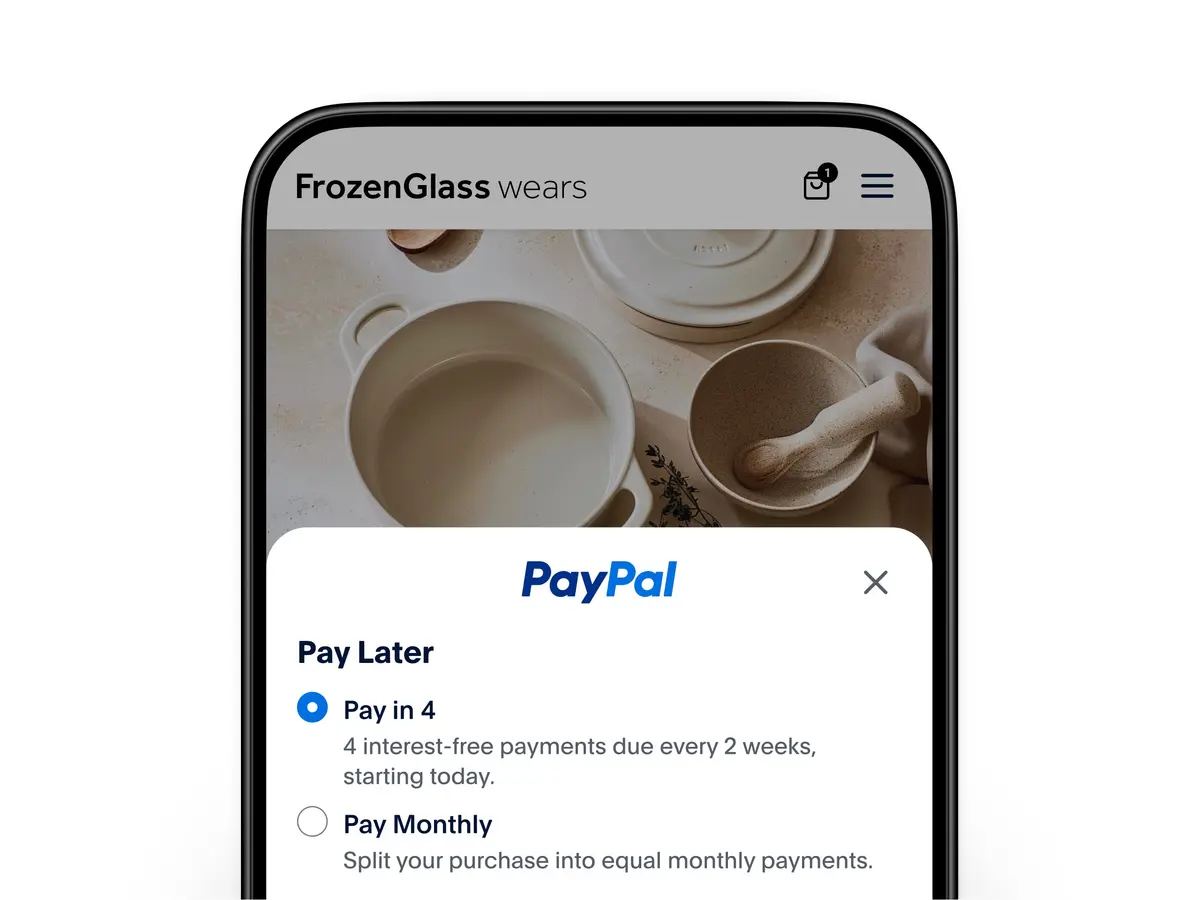 FrozenGlass wears
1
PayPal
Pay Later
Pay in 4
4 interest-free payments due every 2 weeks,
starting today.
Pay Monthly
Split your purchase into equal monthly payments.